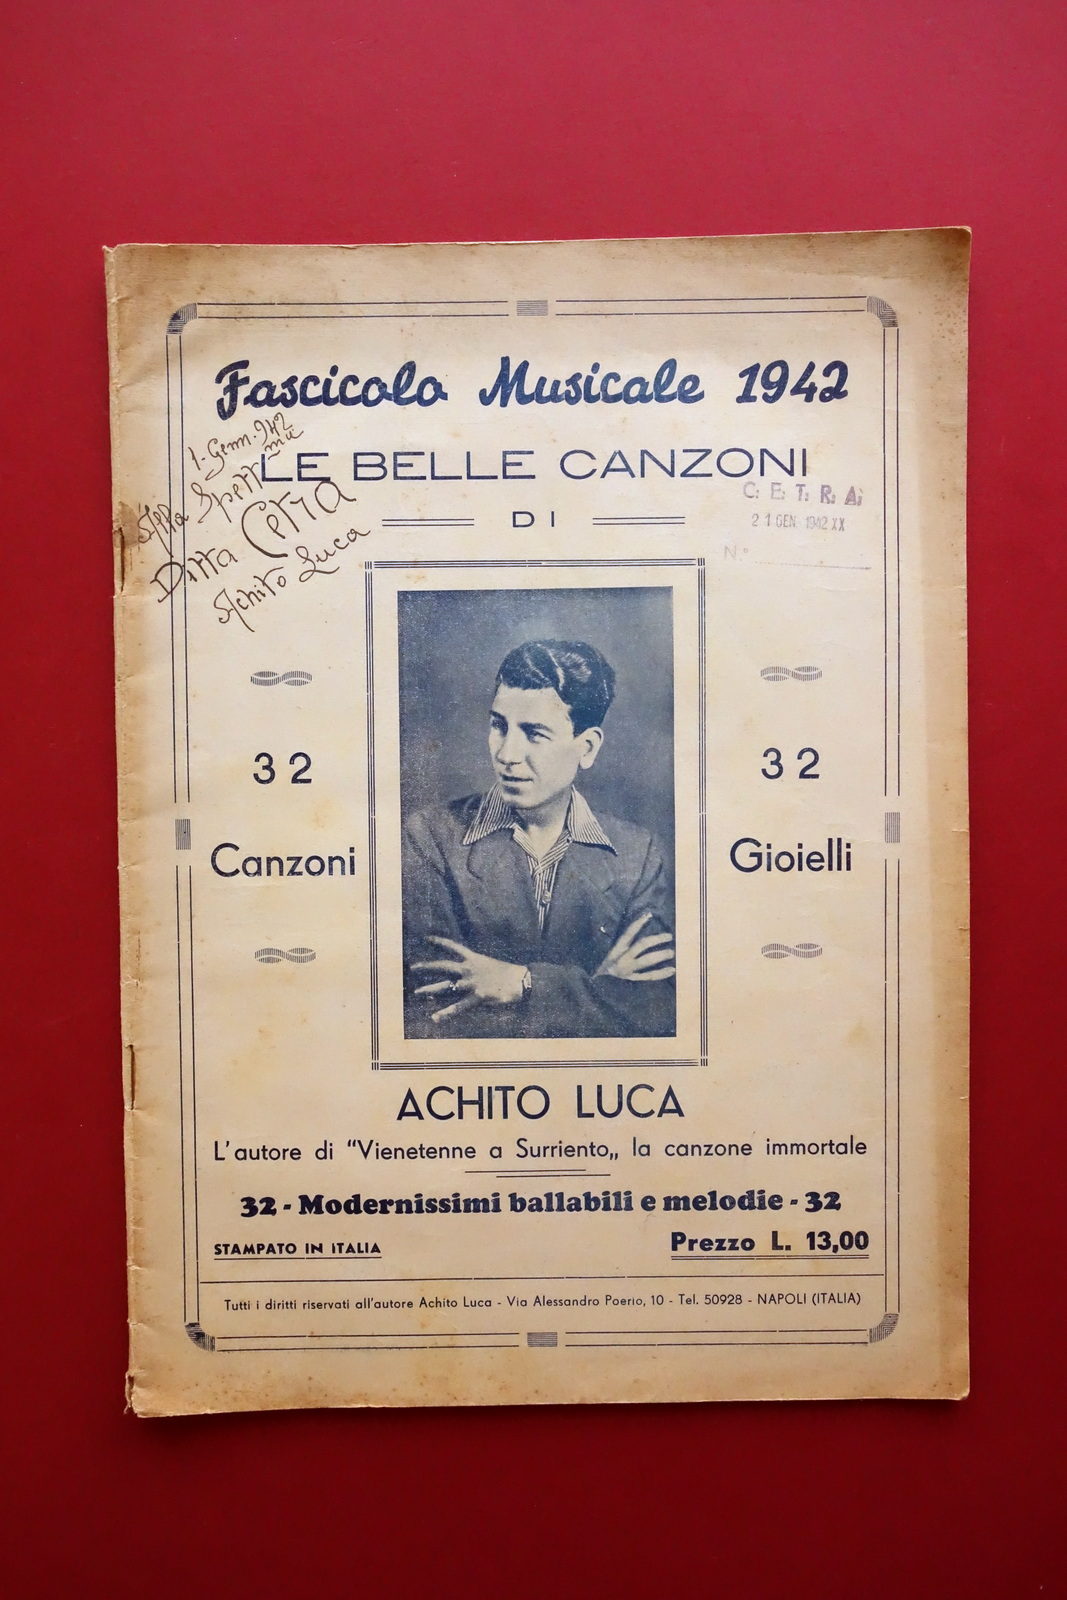 Fascicolo Musicale 1942
1 - Genn. 942
LE BELLE CANZONI
Alla Spett.ma
Ditta Cetra
Achito Luca
C. E. T. R. A.
21 GEN 1942 XX
N.°
DI
32
Canzoni
32
Gioielli
ACHITO LUCA
L'autore di “Vienetenne a Surriento„ la canzone immortale
32 - Modernissimi ballabili e melodie - 32
STAMPATO IN ITALIA
Prezzo L. 13,00
Tutti i diritti riservati all'autore Achito Luca - Via Alessandro Poerio, 10 - Tel. 50928 - NAPOLI (ITALIA)